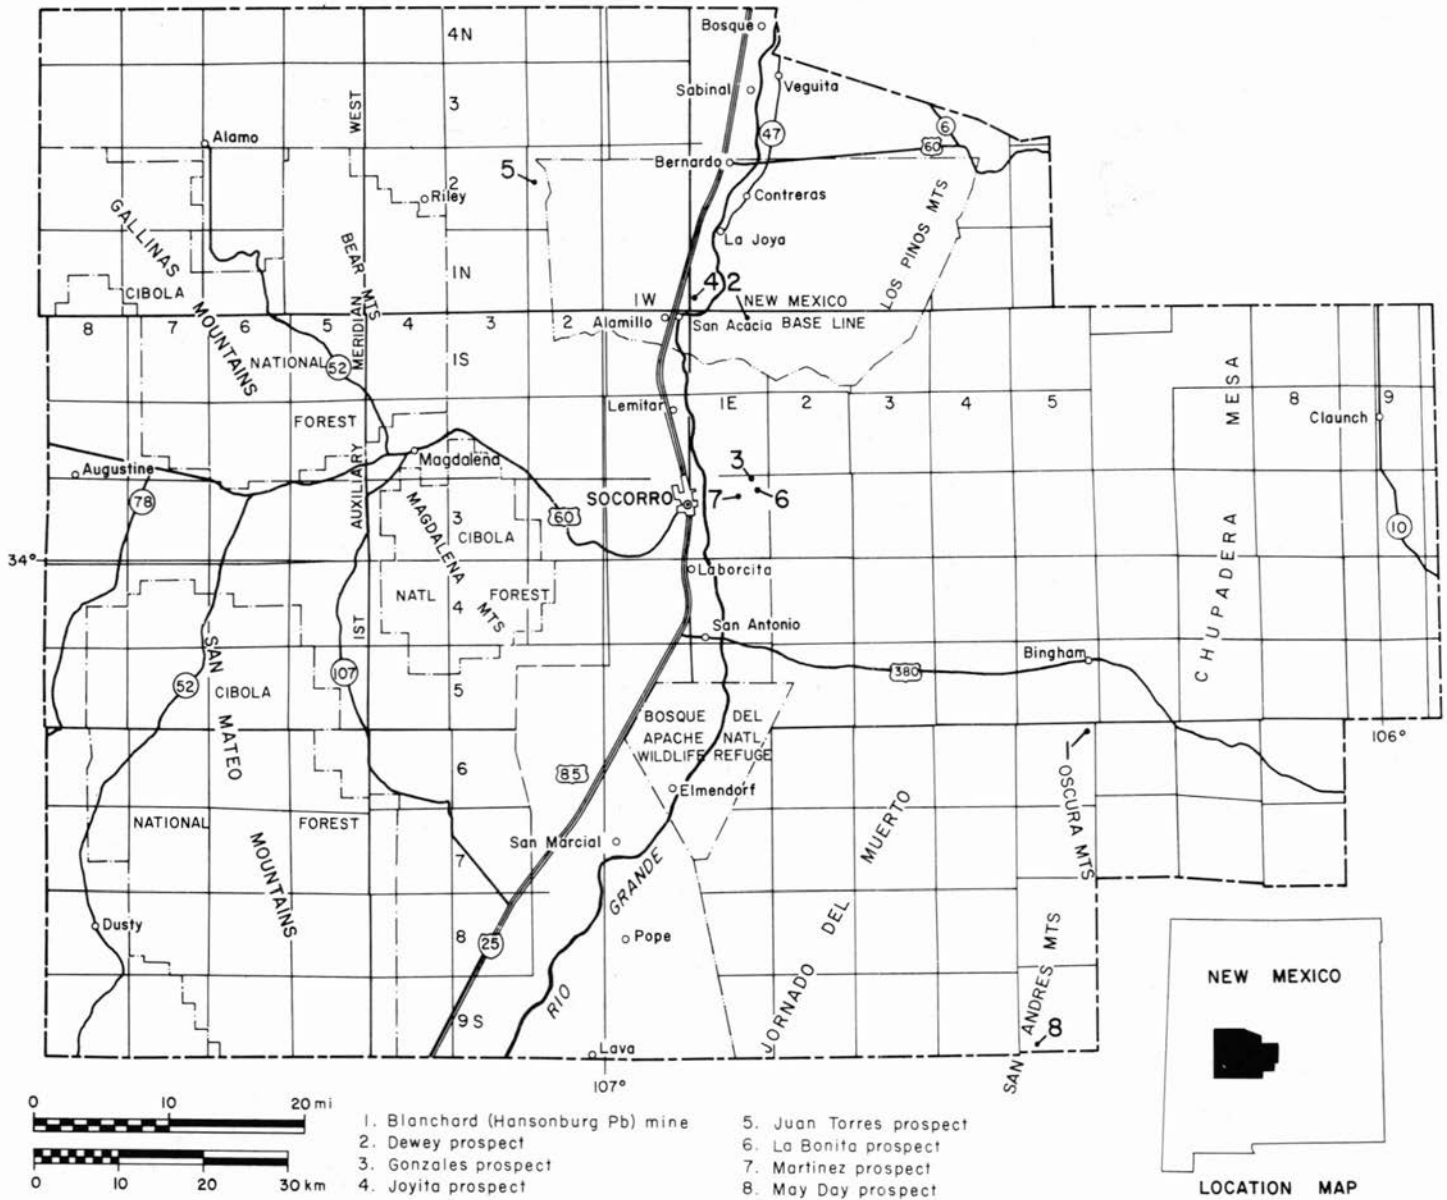 4N
Bosque
Sabinal
Veguita
3
WEST
47
6
60
Alamo
Bernardo
5
2
Riley
Contreras
La Joya
GALLINAS
MOUNTAINS
BEAR MTS
LOS PINOS MTS
1N
CIBOLA
4 2
1W
NEW MEXICO
BASE LINE
8 7 6 5 4 3 2
Alamillo
San Acacia
MERIDIAN
NATIONAL
52
1S
FOREST
Lemitar
1E 2 3 4 5
8 9
Claunch
MESA
CHUPADERA
Augustine
Magdalena
AUXILIARY
78
3
7
6
SOCORRO
60
MAGDALENA
MTS
3
CIBOLA
10
34°
Laborcita
NATL
FOREST
4
1ST
San Antonio
Bingham
380
SAN
MATEO
MOUNTAINS
107
52
CIBOLA
5
BOSQUE DEL
APACHE NATL
WILDLIFE REFUGE
106°
1
OSCURA MTS
6
85
Elmendorf
NATIONAL
FOREST
San Marcial
7
MUERTO
DEL
JORNADO
RIO
GRANDE
Dusty
8
25
Pope
SAN
ANDRES MTS
8
9S
Lava
107°
NEW MEXICO
LOCATION MAP
0 10 20 mi
0 10 20 30 km
1. Blanchard (Hansonburg Pb) mine
2. Dewey prospect
3. Gonzales prospect
4. Joyita prospect
5. Juan Torres prospect
6. La Bonita prospect
7. Martinez prospect
8. May Day prospect